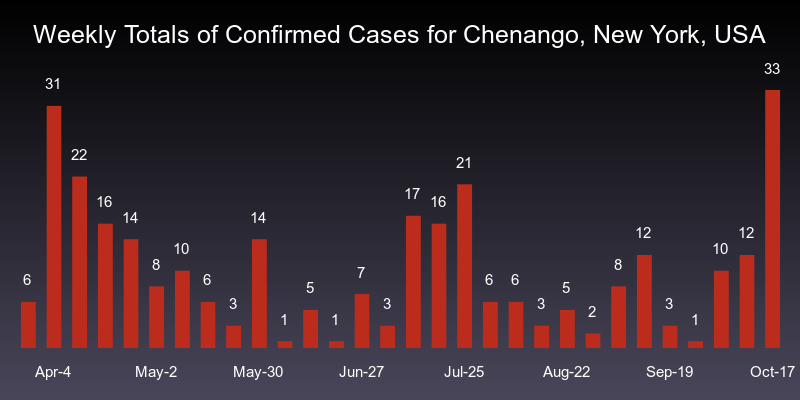 Weekly Totals of Confirmed Cases for Chenango, New York, USA
6 31 22 16 14 8 10 6 3 14 1 5 1 7 3 17 16 21 6 6 3 5 2 8 12 3 1 10 12 33
Apr-4 May-2 May-30 Jun-27 Jul-25 Aug-22 Sep-19 Oct-17